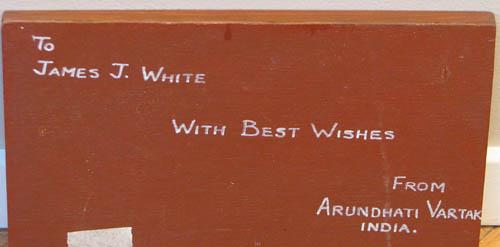 To
JAMES J. WHITE
WITH BEST WISHES
FROM
ARUNDHATI VARTAK
INDIA.